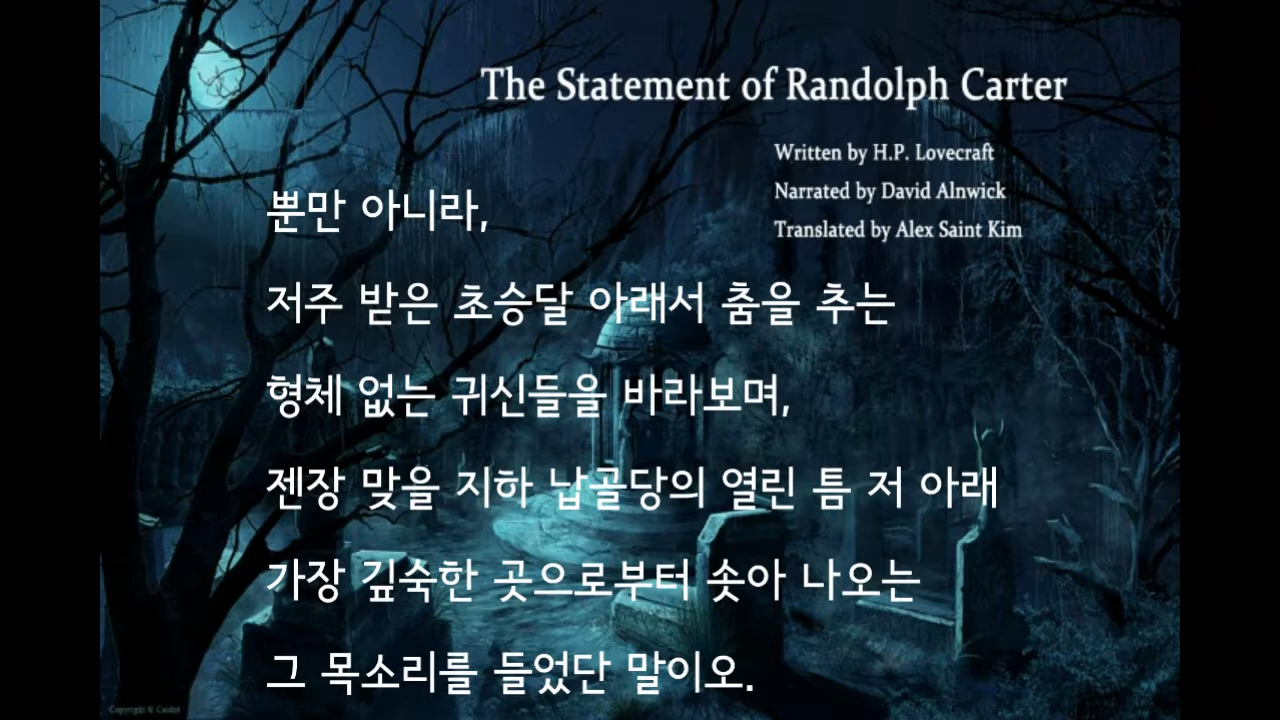 The Statement of Randolph Carter
Written by H.P. Lovecraft
Narrated by David Alnwick
Translated by Alex Saint Kim
뿐만 아니라,
저주 받은 초승달 아래서 춤을 추는
형체 없는 귀신들을 바라보며,
젠장 맞을 지하 납골당의 열린 틈 저 아래
가장 깊숙한 곳으로부터 솟아 나오는
그 목소리를 들었단 말이오.